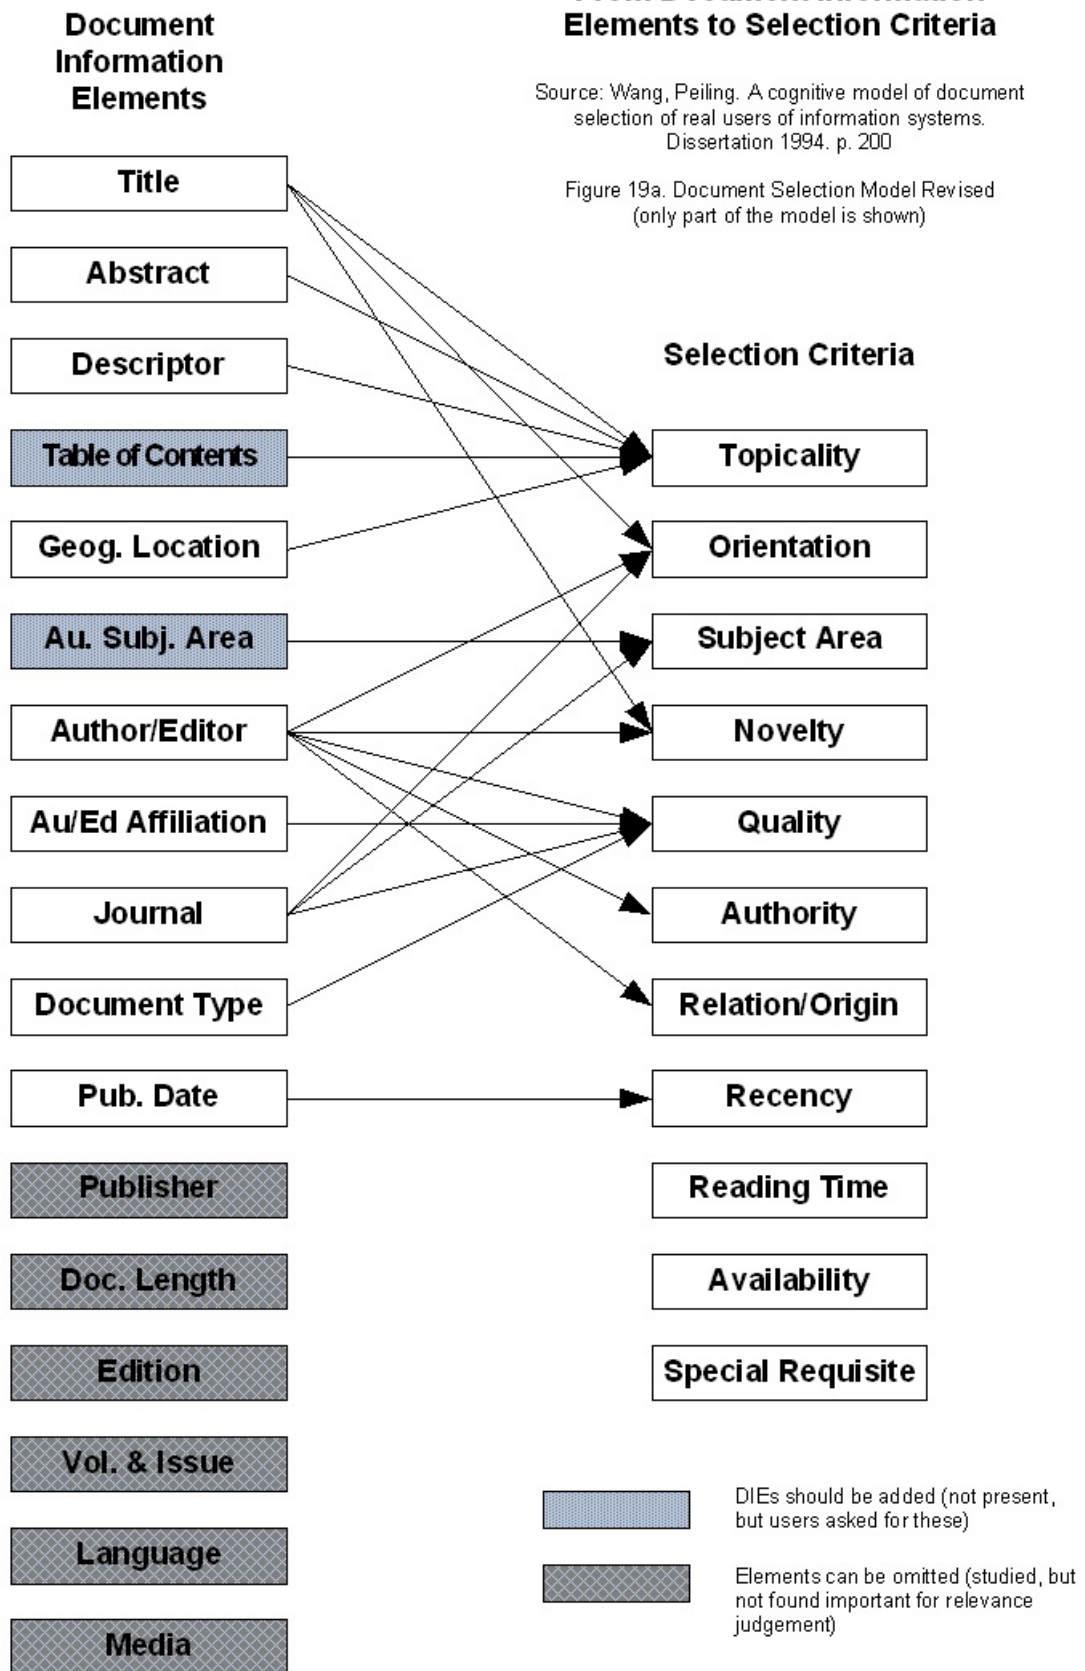 Document
Information
Elements
Elements to Selection Criteria
Source: Wang, Peiling. A cognitive model of document
selection of real users of information systems.
Dissertation 1994. p. 200
Figure 19a. Document Selection Model Revised
(only part of the model is shown)
Title
Abstract
Descriptor
Table of Contents
Geog. Location
Au. Subj. Area
Author/Editor
Au/Ed Affiliation
Journal
Document Type
Pub. Date
Publisher
Doc. Length
Edition
Vol. & Issue
Language
Media
Selection Criteria
Topicality
Orientation
Subject Area
Novelty
Quality
Authority
Relation/Origin
Recency
Reading Time
Availability
Special Requisite
DIEs should be added (not present,
but users asked for these)
Elements can be omitted (studied, but
not found important for relevance
judgement)